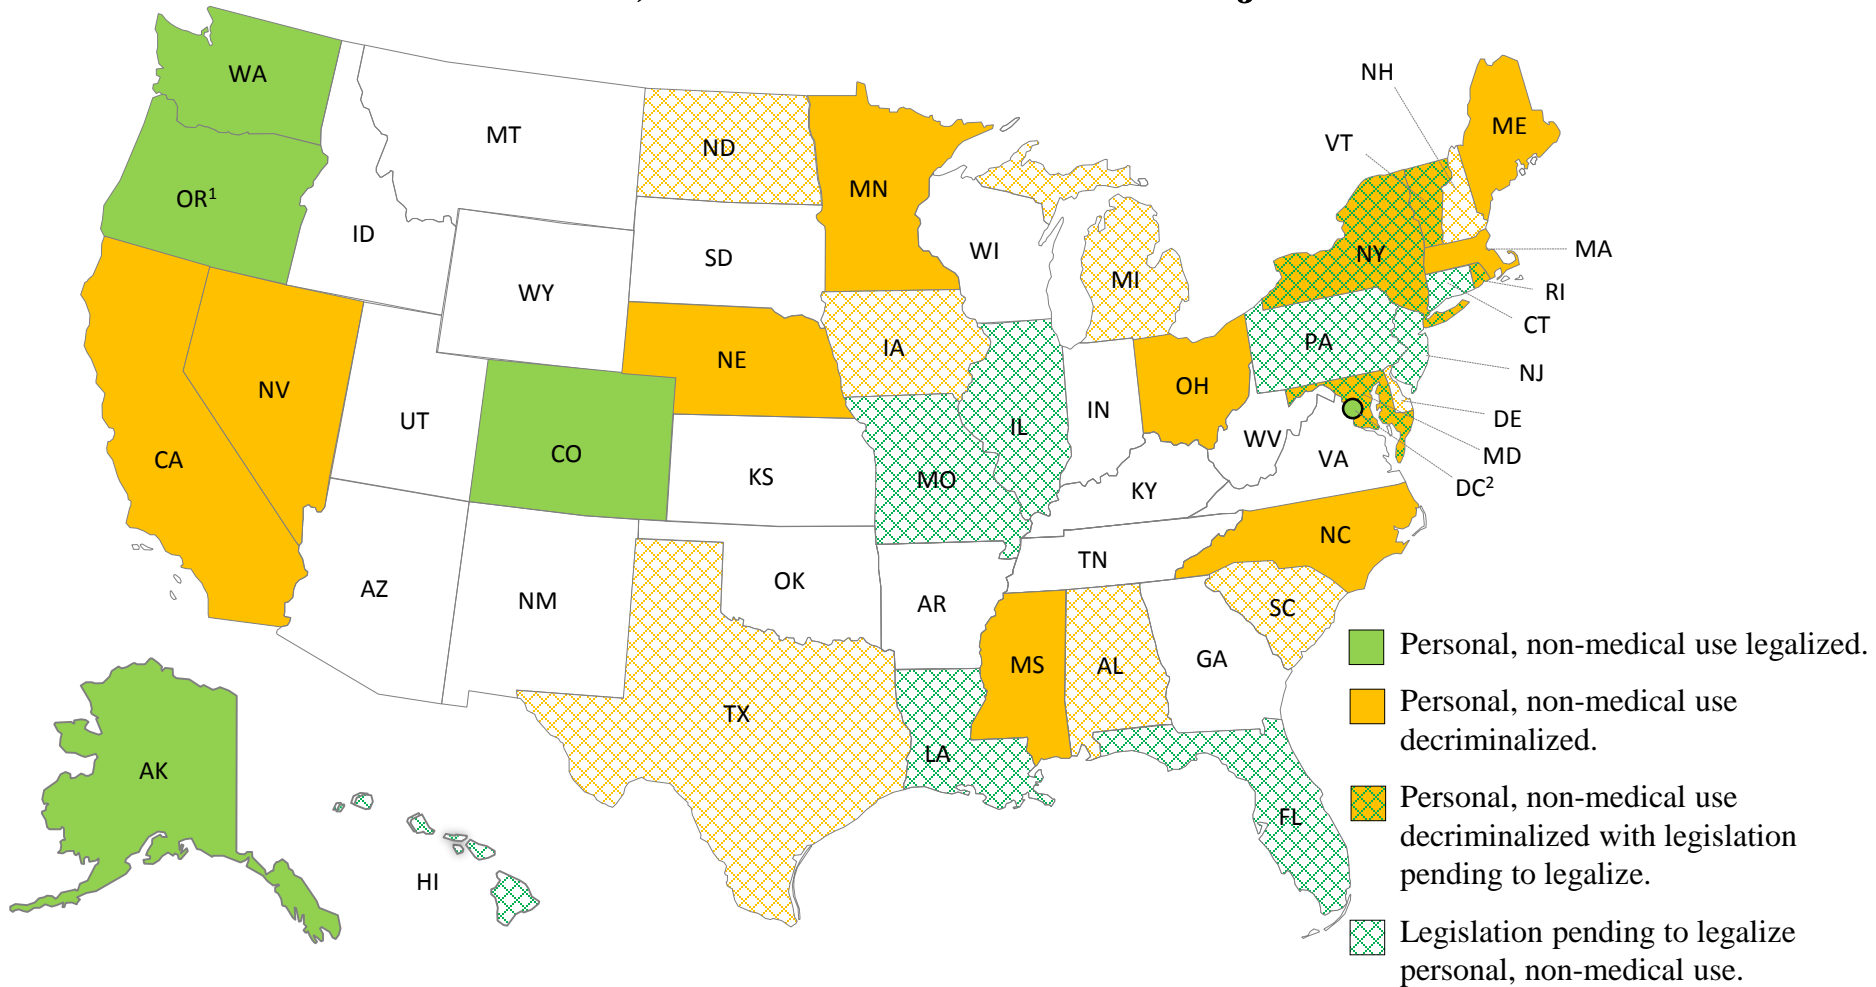 NH
WA
ME
MT
VT
ND
MN
OR¹
ID
WI
NY
MA
SD
MI
WY
RI
CT
PA
IA
NE
NJ
NV
OH
IN
DE
UT
IL
WV
CO
MD
CA
VA
KS
MO
DC²
KY
NC
TN
OK
AZ
NM
AR
SC
MS
AL
GA
TX
LA
AK
FL
HI
Personal, non-medical use legalized.
Personal, non-medical use
decriminalized.
Personal, non-medical use
decriminalized with legislation
pending to legalize.
Legislation pending to legalize
personal, non-medical use.